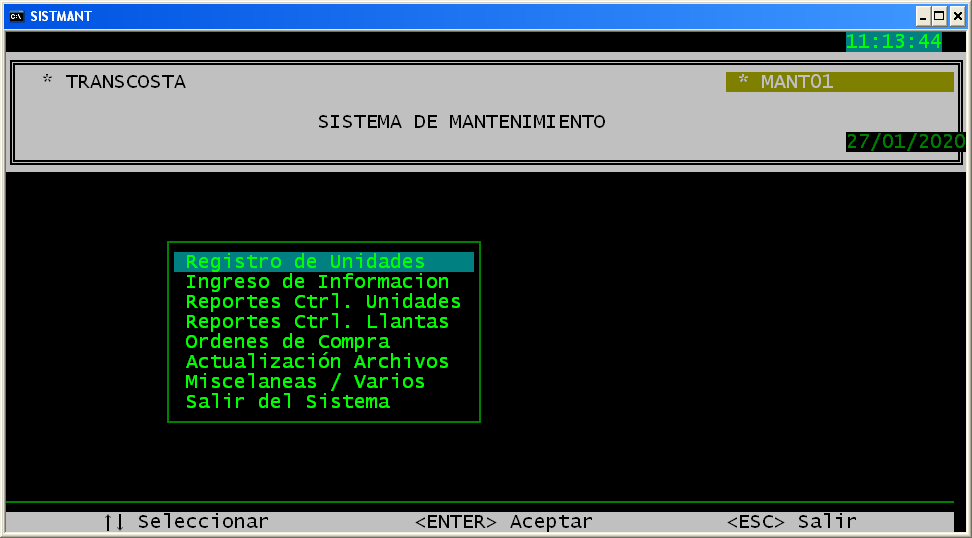 SISTMANT
11:13:44
* TRANSCOSTA * MANT01
SISTEMA DE MANTENIMIENTO
27/01/2020
Registro de Unidades
Ingreso de Informacion
Reportes Ctrl. Unidades
Reportes Ctrl. Llantas
Ordenes de Compra
Actualización Archivos
Miscelaneas / Varios
Salir del Sistema
↑↓ Seleccionar <ENTER> Aceptar <ESC> Salir